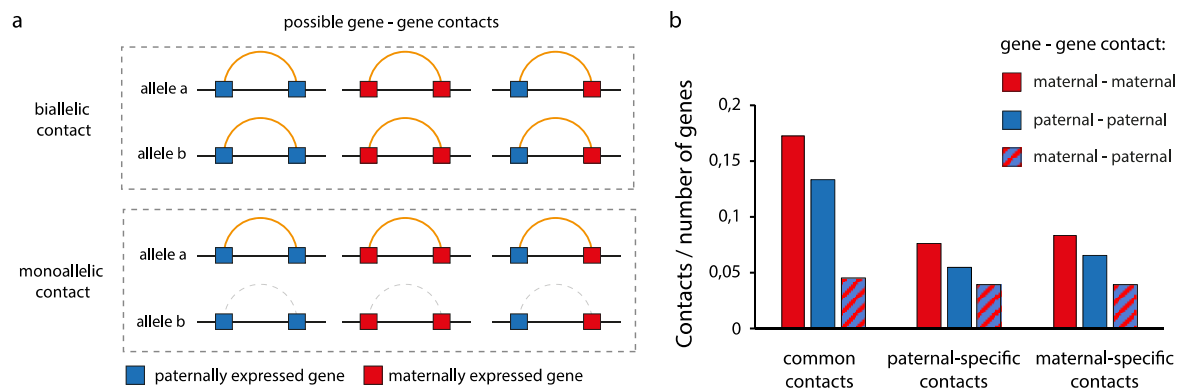 a
possible gene - gene contacts
biallelic
contact
allele a
allele b
monoallelic
contact
allele a
allele b
paternally expressed gene
maternally expressed gene
b
gene - gene contact:
maternal - maternal
paternal - paternal
maternal - paternal
Contacts / number of genes
0,2
0,15
0,1
0,05
0
common
contacts
paternal-specific
contacts
maternal-specific
contacts